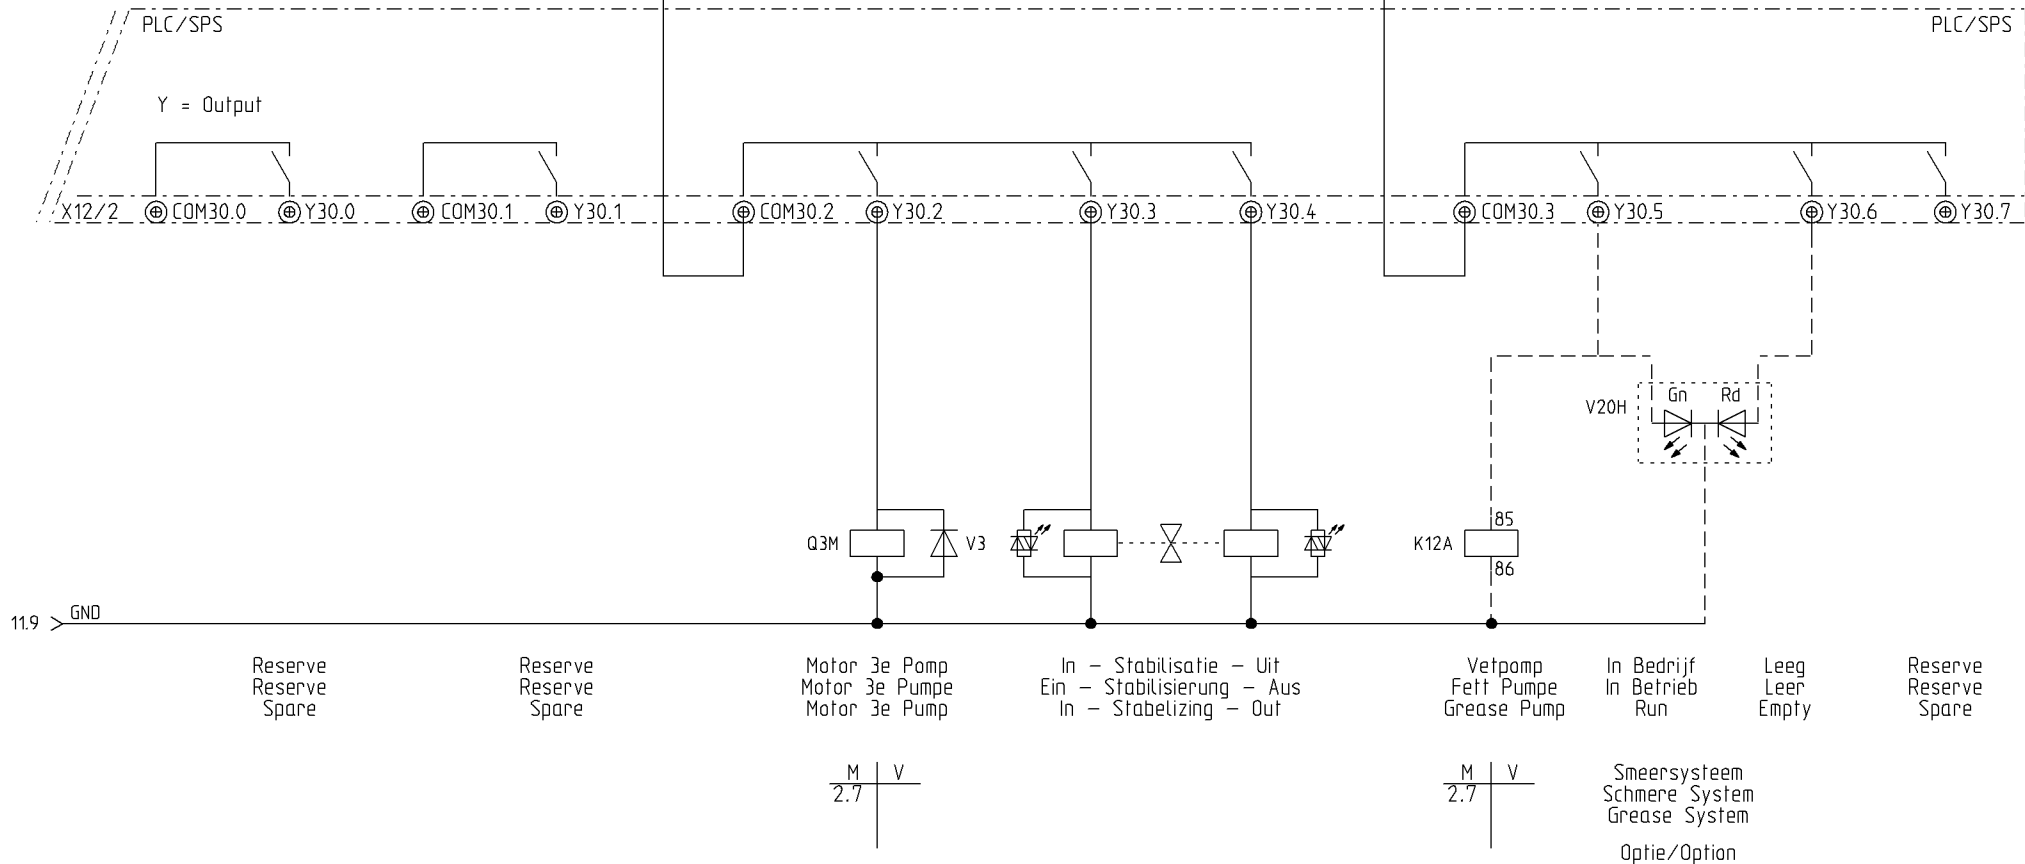 PLC/SPS
PLC/SPS
Y = Output
X12/2 COM30.0 Y30.0 COM30.1 Y30.1 COM30.2 Y30.2 Y30.3 Y30.4 COM30.3 Y30.5 Y30.6 Y30.7
Gn Rd
V20H
85
Q3M V3 K12A
86
GND
11.9
Reserve Reserve Motor 3e Pomp In - Stabilisatie - Uit Vetpomp In Bedrijf Leeg Reserve
Reserve Reserve Motor 3e Pumpe Ein - Stabilisierung - Aus Fett Pumpe In Betrieb Leer Reserve
Spare Spare Motor 3e Pump In - Stabelizing - Out Grease Pump Run Empty Spare
M V M V Smeersysteem
2.7 2.7 Schmere System
Grease System
Optie/Option